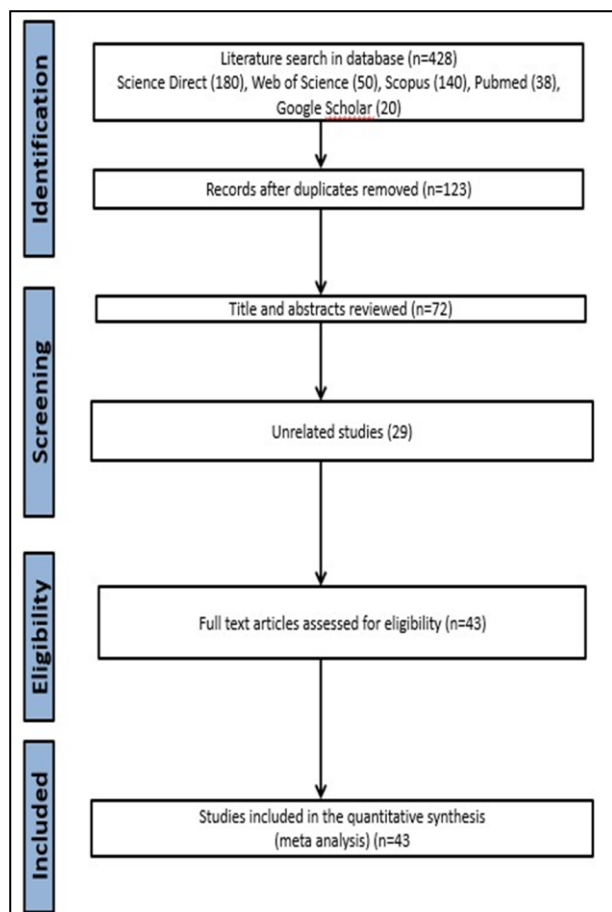 Identification
Literature search in database (n=428)
Science Direct (180), Web of Science (50), Scopus (140), Pubmed (38),
Google Scholar (20)
Records after duplicates removed (n=123)
Screening
Title and abstracts reviewed (n=72)
Unrelated studies (29)
Eligibility
Full text articles assessed for eligibility (n=43)
Included
Studies included in the quantitative synthesis
(meta analysis) (n=43